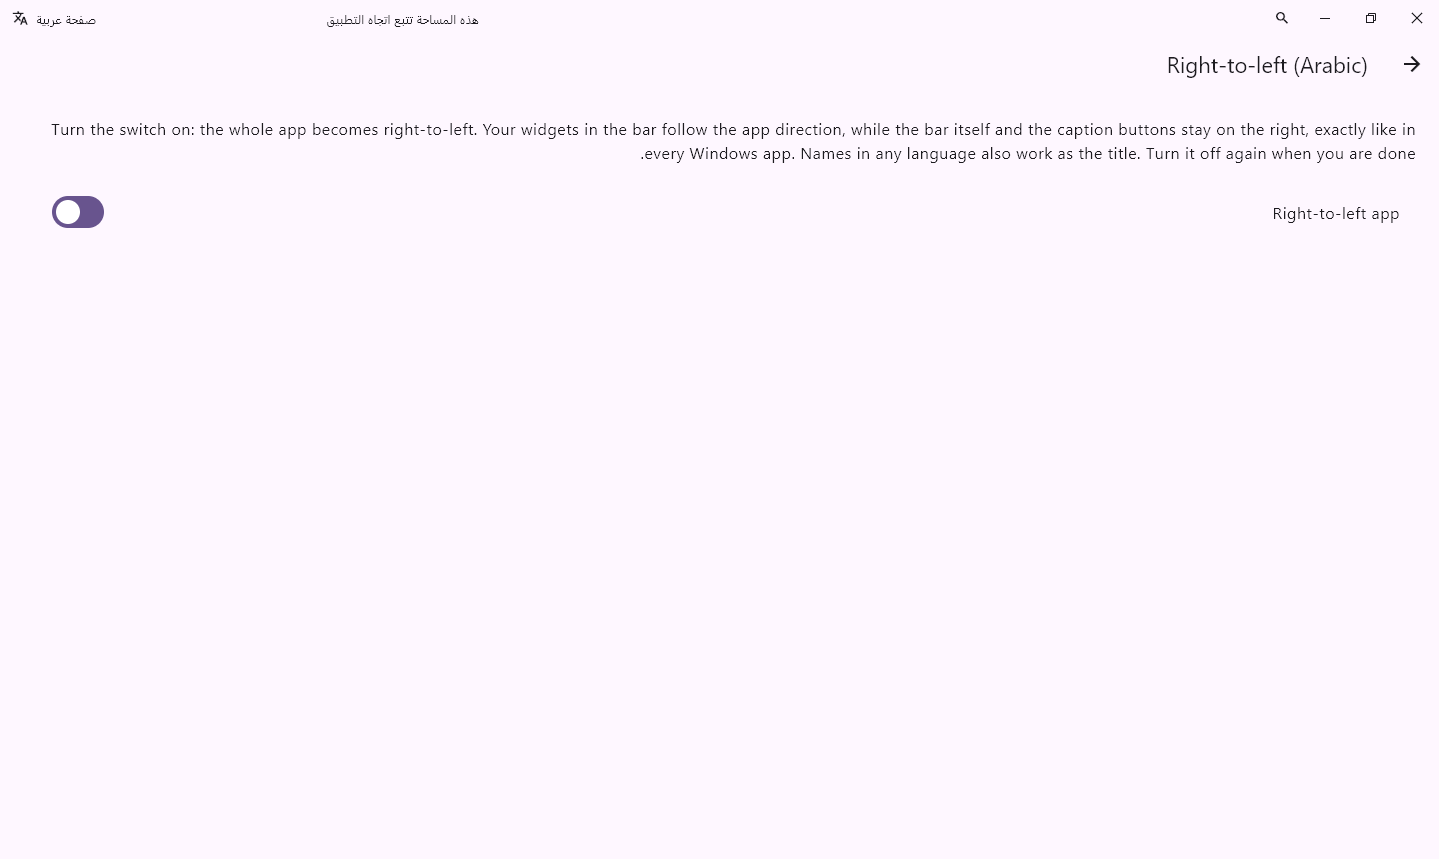 صفحة عربية
هذه المساحة تتبع اتجاه التطبيق
Right-to-left (Arabic)
Turn the switch on: the whole app becomes right-to-left. Your widgets in the bar follow the app direction, while the bar itself and the caption buttons stay on the right, exactly like in
.every Windows app. Names in any language also work as the title. Turn it off again when you are done
Right-to-left app